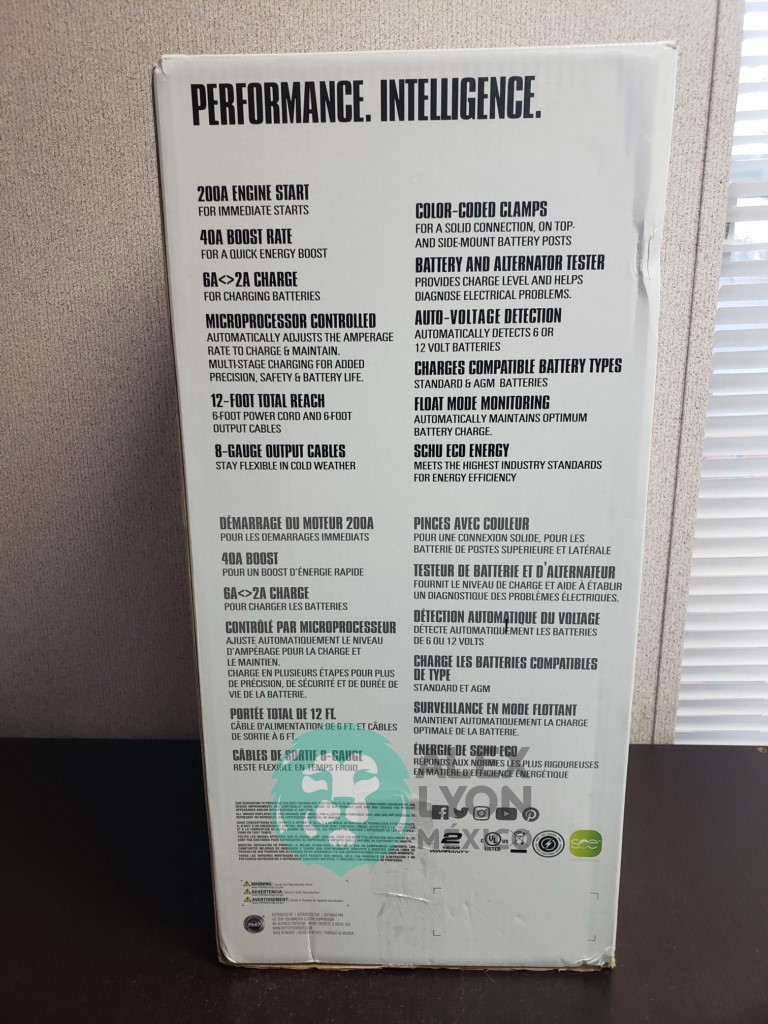 PERFORMANCE. INTELLIGENCE.
200A ENGINE START
FOR IMMEDIATE STARTS
40A BOOST RATE
FOR A QUICK ENERGY BOOST
6A<>2A CHARGE
FOR CHARGING BATTERIES
MICROPROCESSOR CONTROLLED
AUTOMATICALLY ADJUSTS THE AMPERAGE
RATE TO CHARGE & MAINTAIN.
MULTI-STAGE CHARGING FOR ADDED
PRECISION, SAFETY & BATTERY LIFE.
12-FOOT TOTAL REACH
6-FOOT POWER CORD AND 6-FOOT
OUTPUT CABLES
8-GAUGE OUTPUT CABLES
STAY FLEXIBLE IN COLD WEATHER
COLOR-CODED CLAMPS
FOR A SOLID CONNECTION, ON TOP-
AND SIDE-MOUNT BATTERY POSTS
BATTERY AND ALTERNATOR TESTER
PROVIDES CHARGE LEVEL AND HELPS
DIAGNOSE ELECTRICAL PROBLEMS.
AUTO-VOLTAGE DETECTION
AUTOMATICALLY DETECTS 6 OR
12 VOLT BATTERIES
CHARGES COMPATIBLE BATTERY TYPES
STANDARD & AGM BATTERIES
FLOAT MODE MONITORING
AUTOMATICALLY MAINTAINS OPTIMUM
BATTERY CHARGE.
SCHU ECO ENERGY
MEETS THE HIGHEST INDUSTRY STANDARDS
FOR ENERGY EFFICIENCY
DÉMARRAGE DU MOTEUR 200A
POUR LES DEMARRAGES IMMEDIATS
40A BOOST
POUR UN BOOST D'ÉNERGIE RAPIDE
6A<>2A CHARGE
POUR CHARGER LES BATTERIES
CONTRÔLÉ PAR MICROPROCESSEUR
AJUSTE AUTOMATIQUEMENT LE NIVEAU
D'AMPÉRAGE POUR LA CHARGE ET
LE MAINTIEN.
CHARGE EN PLUSIEURS ÉTAPES POUR PLUS
DE PRÉCISION, DE SÉCURITÉ ET DE DURÉE DE
VIE DE LA BATTERIE.
PORTÉE TOTAL DE 12 FT.
CÂBLE D'ALIMENTATION DE 6 FT. ET CÂBLES
DE SORTIE À 6 FT.
CÂBLES DE SORTIE 8-GAUGE
RESTE FLEXIBLE EN TEMPS FROID
PINCES AVEC COULEUR
POUR UNE CONNEXION SOLIDE, POUR LES
BATTERIE DE POSTES SUPERIEURE ET LATÉRALE
TESTEUR DE BATTERIE ET D'ALTERNATEUR
FOURNIT LE NIVEAU DE CHARGE ET AIDE À ÉTABLIR
UN DIAGNOSTIC DES PROBLÈMES ÉLECTRIQUES.
DÉTECTION AUTOMATIQUE DU VOLTAGE
DÉTECTE AUTOMATIQUEMENT LES BATTERIES
DE 6 OU 12 VOLTS
CHARGE LES BATTERIES COMPATIBLES
DE TYPE
STANDARD ET AGM
SURVEILLANCE EN MODE FLOTTANT
MAINTIENT AUTOMATIQUEMENT LA CHARGE
OPTIMALE DE LA BATTERIE.
ÉNERGIE DE SCHU ECO
RÉPONDS AUX NORMES LES PLUS RIGOUREUSES
EN MATIÈRE D'EFFICIENCE ÉNERGÉTIQUE
ALEX
LYON
MÉXICO
2 YEAR
WARRANTY
LISTED
WARNING:
ADVERTENCIA:
AVERTISSEMENT: